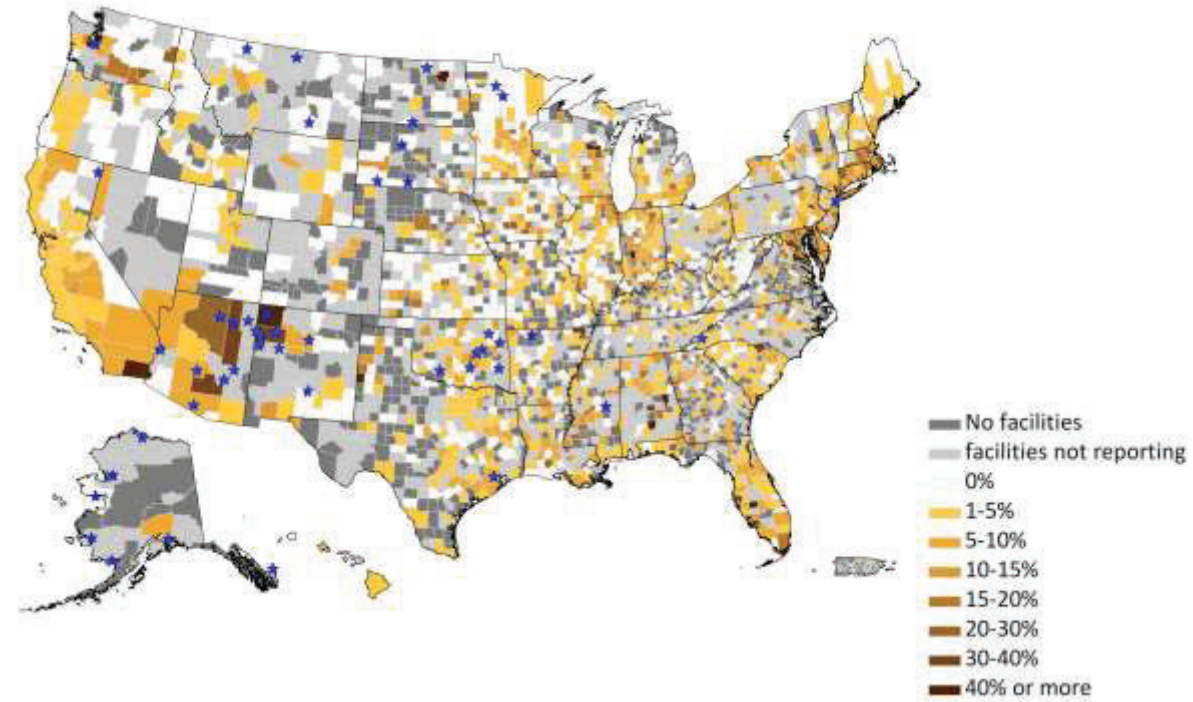 No facilities
facilities not reporting
0%
1-5%
5-10%
10-15%
15-20%
20-30%
30-40%
40% or more